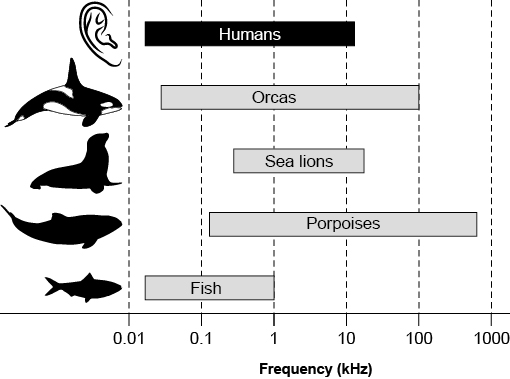 Humans
Orcas
Sea lions
Porpoises
Fish
0.01 0.1 1 10 100 1000
Frequency (kHz)